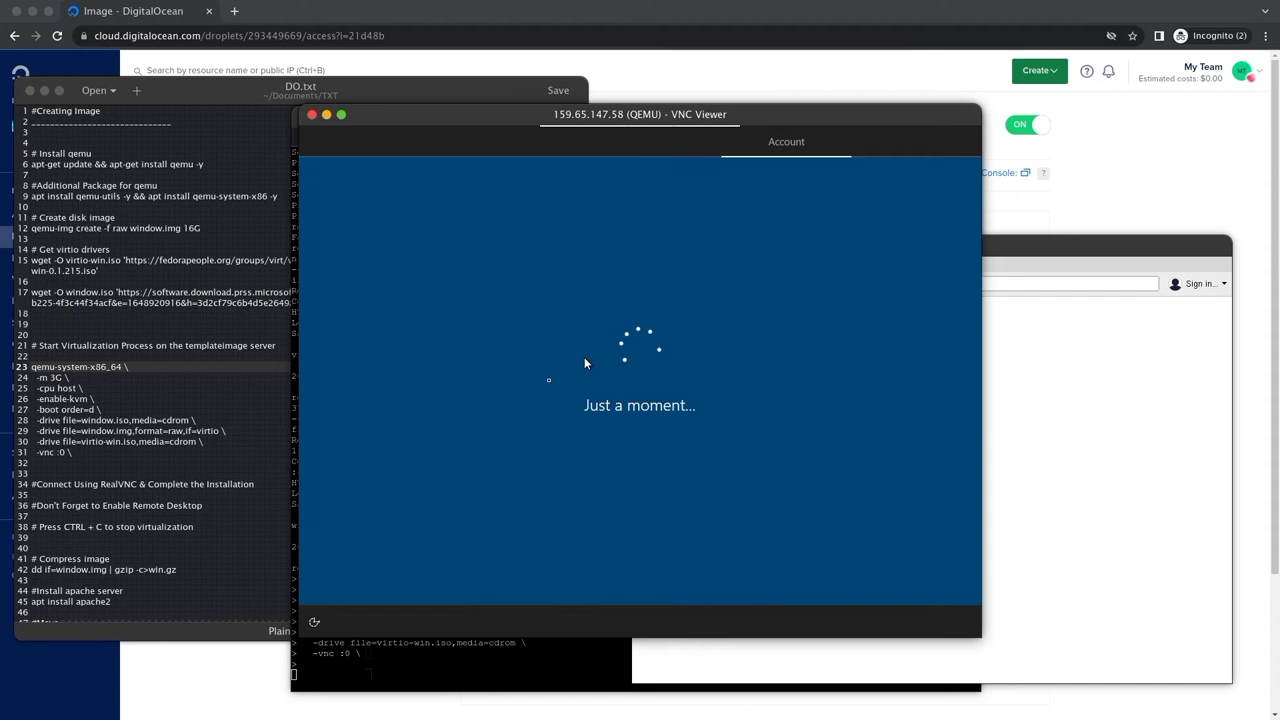 Image - DigitalOcean
cloud.digitalocean.com/droplets/293449669/access?i=21d48b
Incognito (2)
Search by resource name or public IP (Ctrl+B)
Create
My Team
Estimated costs: $0.00
MT
Open
DO.txt
~/Documents/TXT
Save
ON
Console:
?
1 #Creating Image
2 ------------------------------
3
4
5 # Install qemu
6 apt-get update && apt-get install qemu -y
7
8 #Additional Package for qemu
9 apt install qemu-utils -y && apt install qemu-system-x86 -y
10
11 # Create disk image
12 qemu-img create -f raw window.img 16G
13
14 # Get virtio drivers
15 wget -O virtio-win.iso 'https://fedorapeople.org/groups/virt/
win-0.1.215.iso'
16
17 wget -O window.iso 'https://software.download.prss.microsof
b225-4f3c44f34acf&e=1648920916&h=3d2cf79c6b4d5e2649
18
19
20
21 # Start Virtualization Process on the templateimage server
22
23 qemu-system-x86_64 \
24 -m 3G \
25 -cpu host \
26 -enable-kvm \
27 -boot order=d \
28 -drive file=window.iso,media=cdrom \
29 -drive file=window.img,format=raw,if=virtio \
30 -drive file=virtio-win.iso,media=cdrom \
31 -vnc :0 \
32
33
34 #Connect Using RealVNC & Complete the Installation
35
36 #Don't Forget to Enable Remote Desktop
37
38 # Press CTRL + C to stop virtualization
39
40
41 # Compress image
42 dd if=window.img | gzip -c>win.gz
43
44 #Install apache server
45 apt install apache2
46
Plain
159.65.147.58 (QEMU) - VNC Viewer
Account
Just a moment...
Sign in...
> -drive file=virtio-win.iso,media=cdrom \
> -vnc :0 \
>